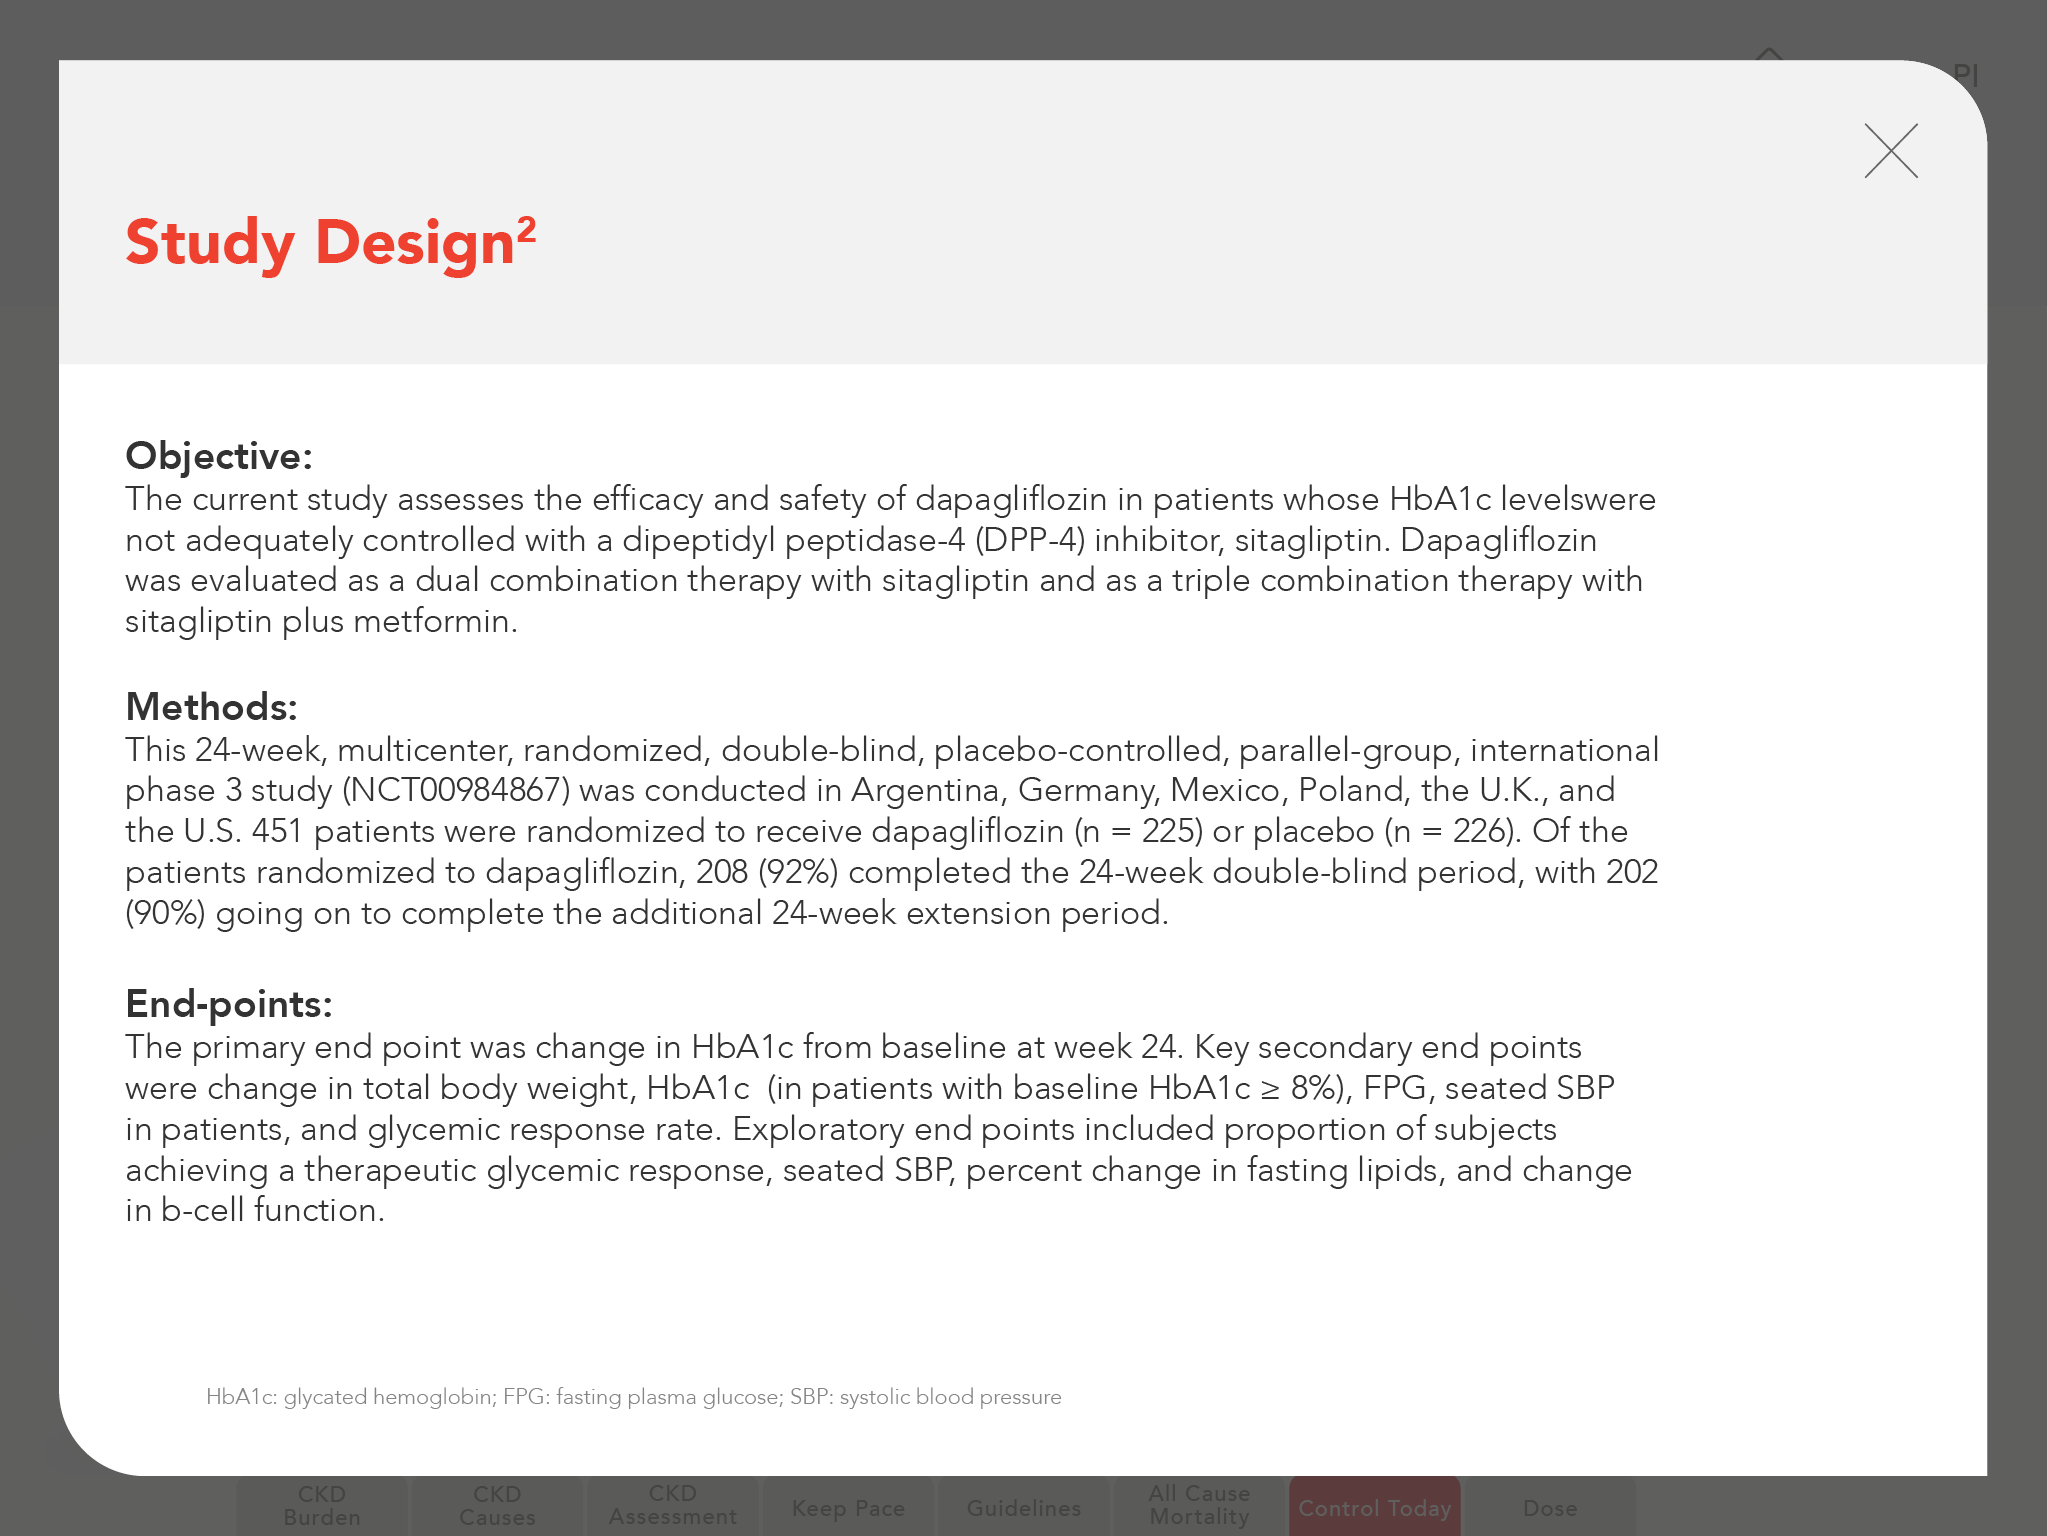 PI
Study Design²
Objective:
The current study assesses the efficacy and safety of dapagliflozin in patients whose HbA1c levelswere
not adequately controlled with a dipeptidyl peptidase-4 (DPP-4) inhibitor, sitagliptin. Dapagliflozin
was evaluated as a dual combination therapy with sitagliptin and as a triple combination therapy with
sitagliptin plus metformin.
Methods:
This 24-week, multicenter, randomized, double-blind, placebo-controlled, parallel-group, international
phase 3 study (NCT00984867) was conducted in Argentina, Germany, Mexico, Poland, the U.K., and
the U.S. 451 patients were randomized to receive dapagliflozin (n = 225) or placebo (n = 226). Of the
patients randomized to dapagliflozin, 208 (92%) completed the 24-week double-blind period, with 202
(90%) going on to complete the additional 24-week extension period.
End-points:
The primary end point was change in HbA1c from baseline at week 24. Key secondary end points
were change in total body weight, HbA1c  (in patients with baseline HbA1c ≥ 8%), FPG, seated SBP
in patients, and glycemic response rate. Exploratory end points included proportion of subjects
achieving a therapeutic glycemic response, seated SBP, percent change in fasting lipids, and change
in b-cell function.
HbA1c: glycated hemoglobin; FPG: fasting plasma glucose; SBP: systolic blood pressure
CKD
Burden
CKD
Causes
CKD
Assessment
Keep Pace
Guidelines
All Cause
Mortality
Control Today
Dose